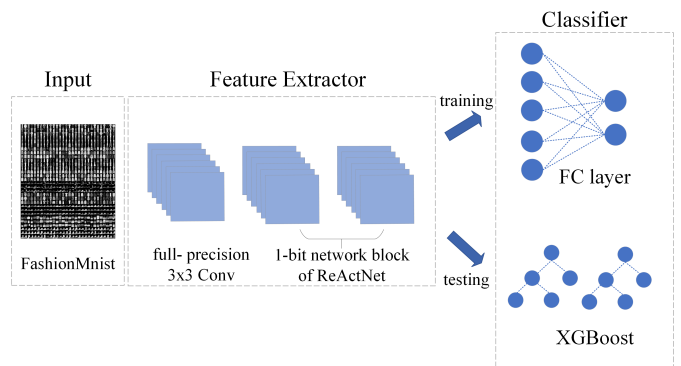 Input
FashionMnist
Feature Extractor
full- precision
3x3 Conv
1-bit network block
of ReActNet
training
testing
Classifier
FC layer
XGBoost